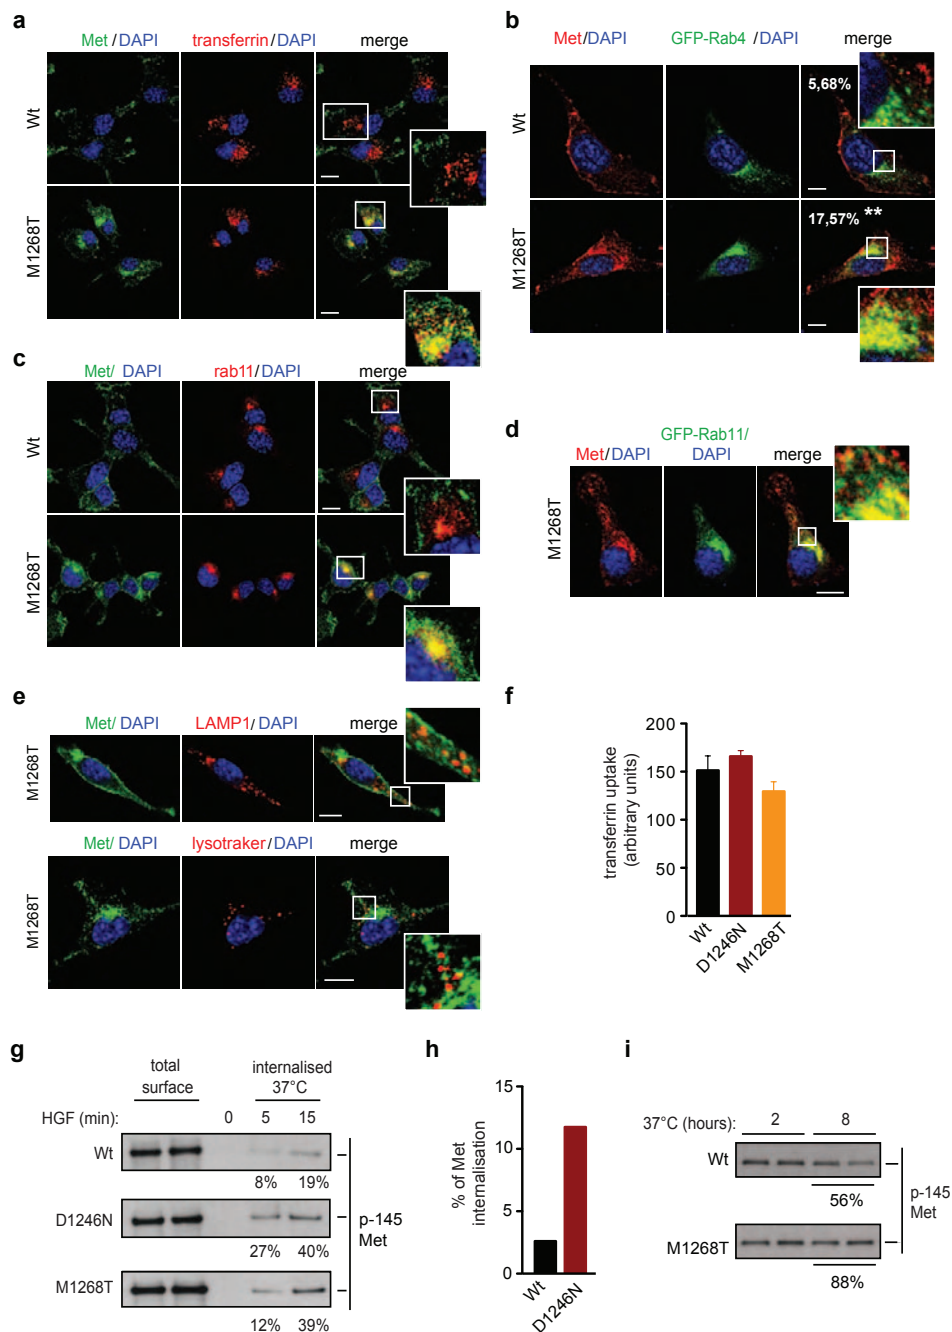 a
Met /DAPI transferrin/DAPI merge
Wt
M1268T
b
Met/DAPI GFP-Rab4 /DAPI merge
Wt
5,68%
M1268T
17,57% **
c
Met/ DAPI rab11/DAPI merge
Wt
M1268T
d
GFP-Rab11/
Met/DAPI DAPI merge
M1268T
e
Met/ DAPI LAMP1/ DAPI merge
M1268T
Met/ DAPI lysotraker/DAPI merge
M1268T
f
transferrin uptake
(arbitrary units)
200
150
100
50
0
Wt
D1246N
M1268T
g
total
surface
internalised
37°C
HGF (min): 0 5 15
Wt
8% 19%
D1246N
27% 40%
M1268T
12% 39%
p-145
Met
h
% of Met
internalisation
15
10
5
0
Wt
D1246N
i
37°C (hours): 2 8
Wt
56%
M1268T
88%
p-145
Met